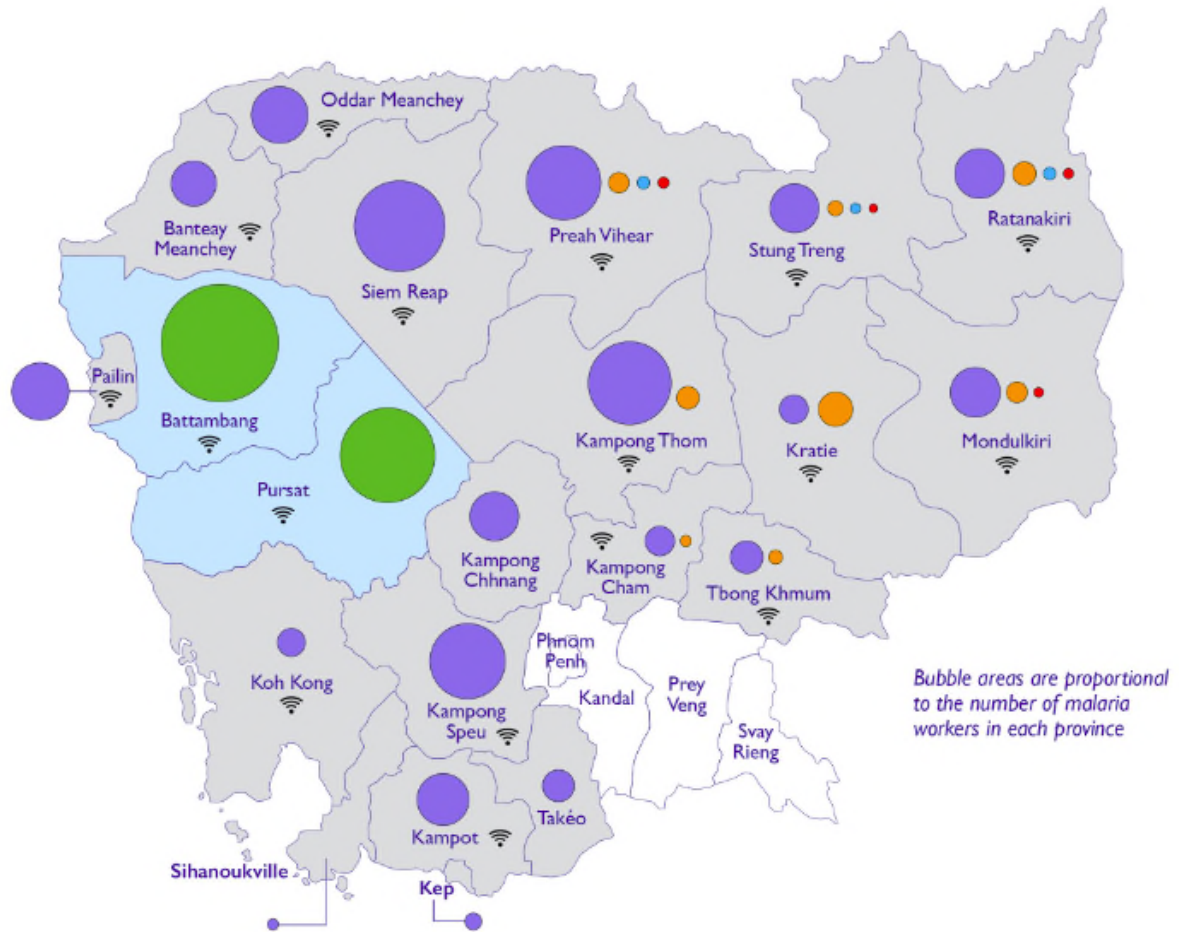 Oddar Meanchey
Banteay
Meanchey
Siem Reap
Preah Vihear
Stung Treng
Ratanakiri
Pailin
Battambang
Kampong Thom
Kratie
Mondulkiri
Pursat
Kampong
Chhnang
Kampong
Cham
Tbong Khmum
Phnom
Penh
Koh Kong
Kampong
Speu
Kandal
Prey
Veng
Svay
Rieng
Bubble areas are proportional
to the number of malaria
workers in each province
Kampot
Takéo
Sihanoukville
Kep